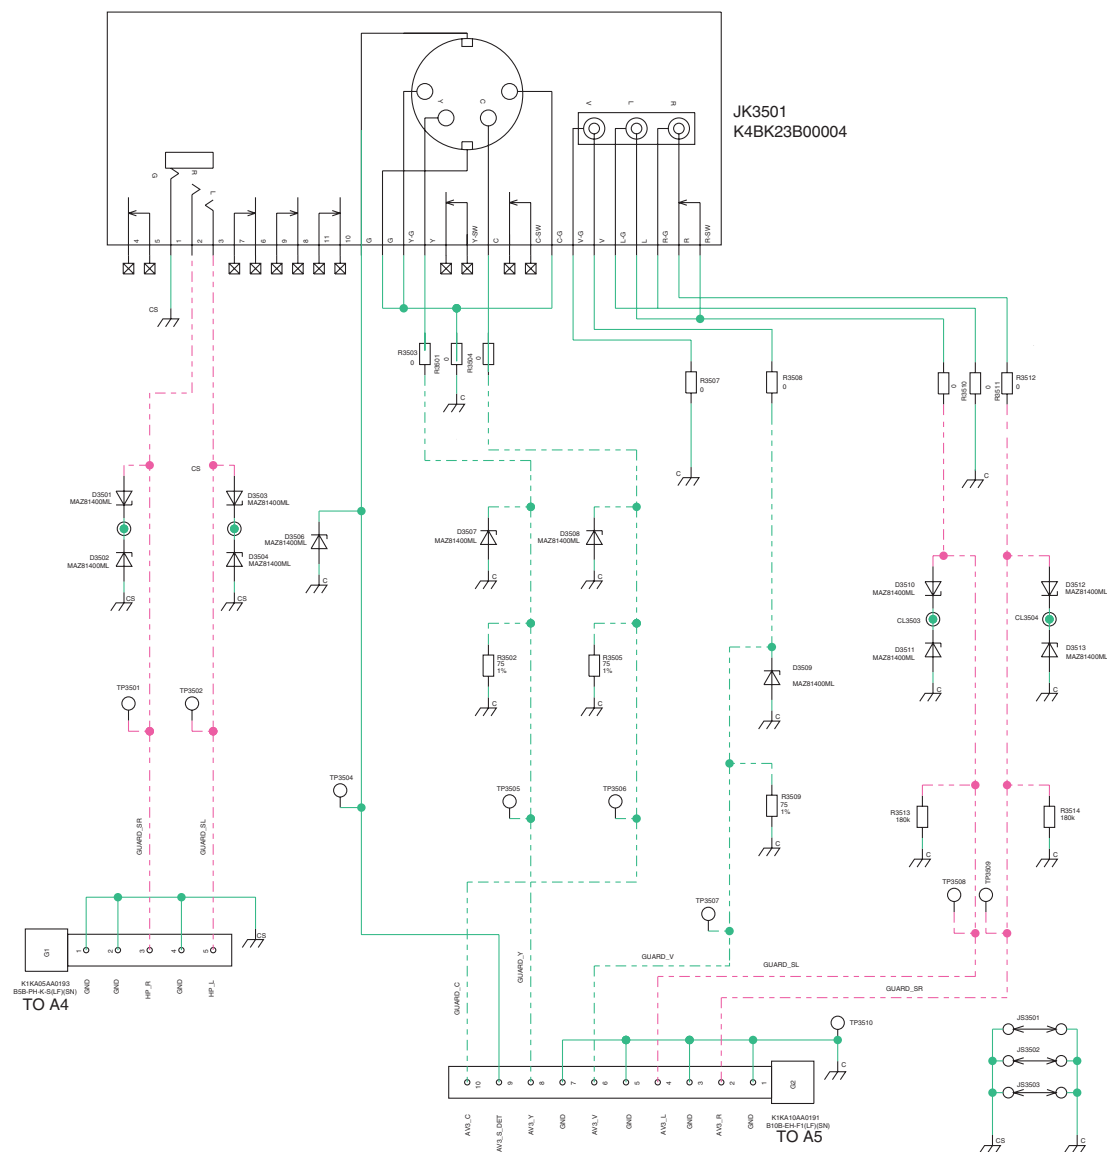 JK3501
K4BK23B00004
Y
C
V
L
R
G
R
L
4
5
1
2
3
7
6
9
8
11
10
G
G
Y-G
Y
Y-SW
C
C-SW
C-G
V-G
V
L-G
L
R-G
R
R-SW
CS
R3503
0
R3501
0
R3504
0
C
R3507
0
R3508
0
0
R3510
0
R3511
R3512
0
C
C
CS
D3501
MAZ81400ML
D3503
MAZ81400ML
D3502
MAZ81400ML
D3504
MAZ81400ML
CS
CS
D3506
MAZ81400ML
C
D3507
MAZ81400ML
C
D3508
MAZ81400ML
C
D3510
MAZ81400ML
CL3503
D3511
MAZ81400ML
C
D3512
MAZ81400ML
CL3504
D3513
MAZ81400ML
C
R3502
75
1%
C
R3505
75
1%
C
D3509
MAZ81400ML
C
TP3501
TP3502
TP3504
TP3505
TP3506
R3509
75
1%
C
R3513
180k
C
R3514
180k
C
GUARD_SR
GUARD_SL
TP3507
TP3508
TP3509
CS
G1
1
2
3
4
5
K1KA05AA0193
B5B-PH-K-S(LF)(SN)
TO A4
GND
GND
HP_R
GND
HP_L
GUARD_C
GUARD_Y
GUARD_V
GUARD_SL
GUARD_SR
TP3510
C
10
9
8
7
6
5
4
3
2
1
G2
AV3_C
AV3_S_DET
AV3_Y
GND
AV3_V
GND
AV3_L
GND
AV3_R
GND
K1KA10AA0191
B10B-EH-F1(LF)(SN)
TO A5
JS3501
JS3502
JS3503
CS
C